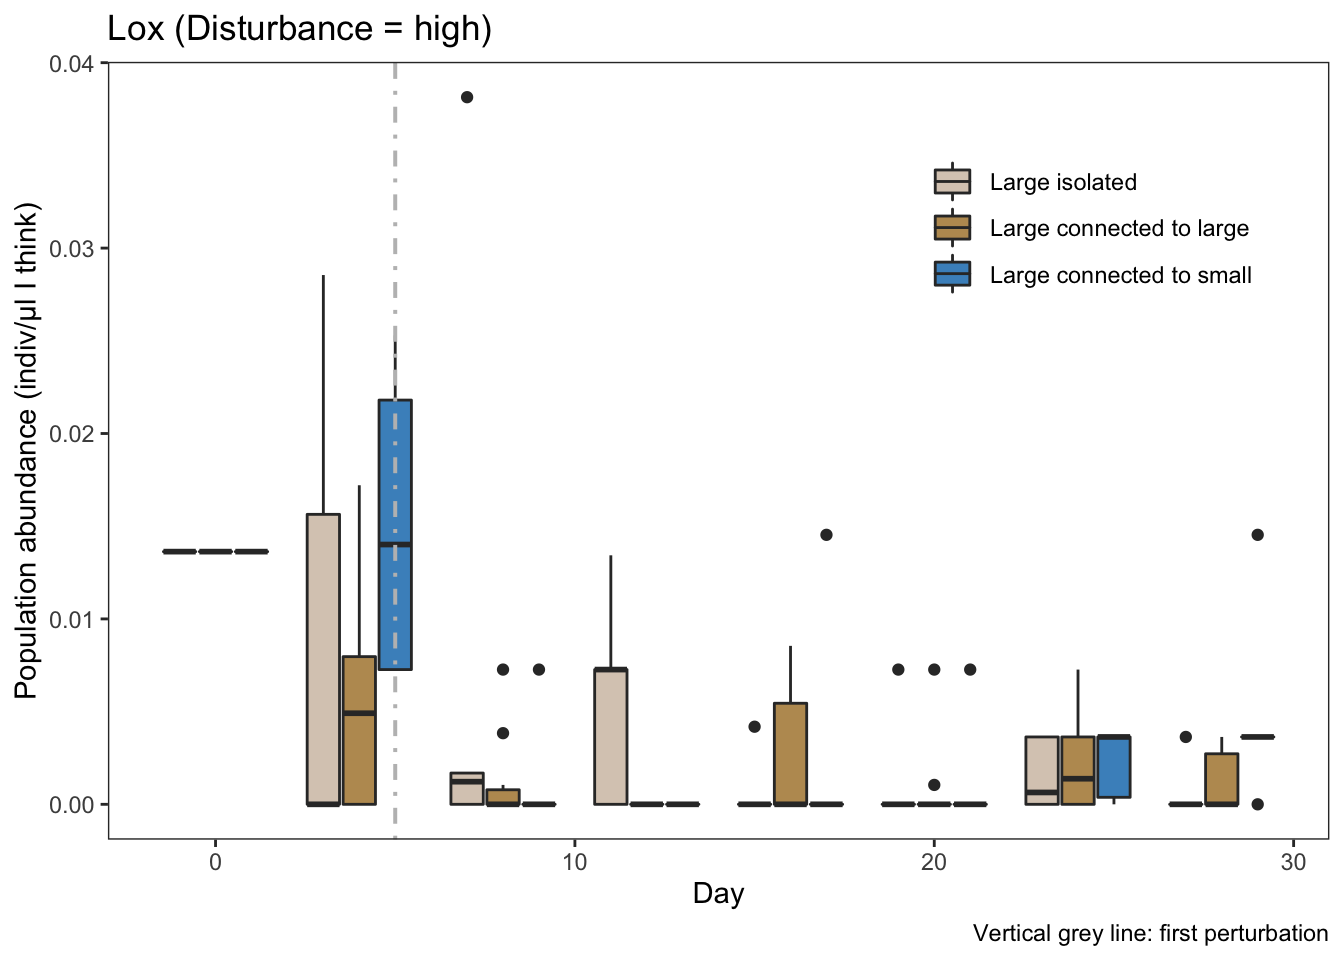 Lox (Disturbance = high)
0.04
0.03
0.02
0.01
0.00
Population abundance (indiv/μl I think)
Large isolated
Large connected to large
Large connected to small
0
10
20
30
Day
Vertical grey line: first perturbation